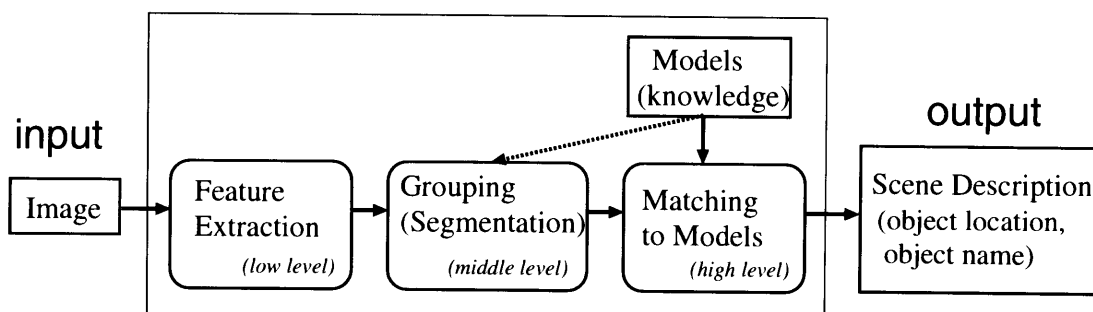 input
Image
Feature
Extraction
(low level)
Grouping
(Segmentation)
(middle level)
Models
(knowledge)
Matching
to Models
(high level)
output
Scene Description
(object location,
object name)